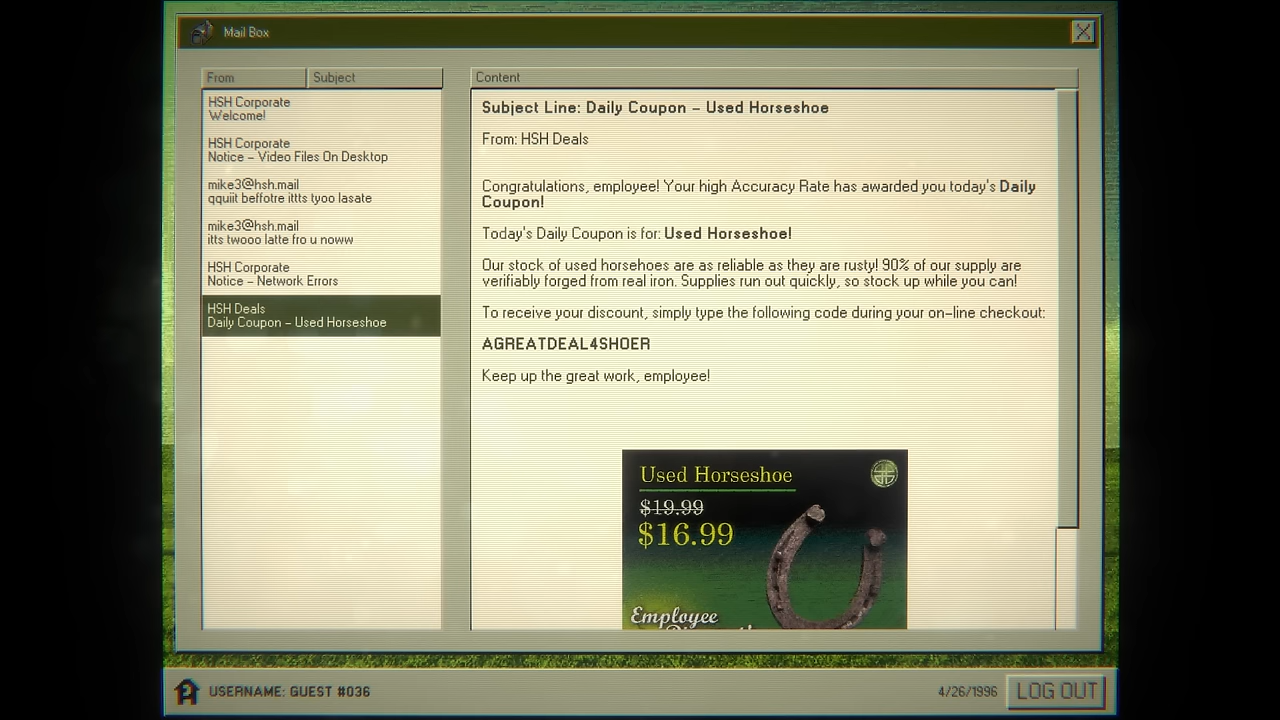 Mail Box
From Subject
Content
HSH Corporate
Welcome!
HSH Corporate
Notice - Video Files On Desktop
mike3@hsh.mail
qquiit beffotre ittts tyoo lasate
mike3@hsh.mail
itts twooo latte fro u noww
HSH Corporate
Notice - Network Errors
HSH Deals
Daily Coupon - Used Horseshoe
Subject Line: Daily Coupon - Used Horseshoe
From: HSH Deals
Congratulations, employee! Your high Accuracy Rate has awarded you today's Daily
Coupon!
Today's Daily Coupon is for: Used Horseshoe!
Our stock of used horsehoes are as reliable as they are rusty! 90% of our supply are
verifiably forged from real iron. Supplies run out quickly, so stock up while you can!
To receive your discount, simply type the following code during your on-line checkout:
AGREATDEAL4SHOER
Keep up the great work, employee!
Used Horseshoe
$19.99
$16.99
Employee
USERNAME: GUEST #036
4/26/1996
LOG OUT